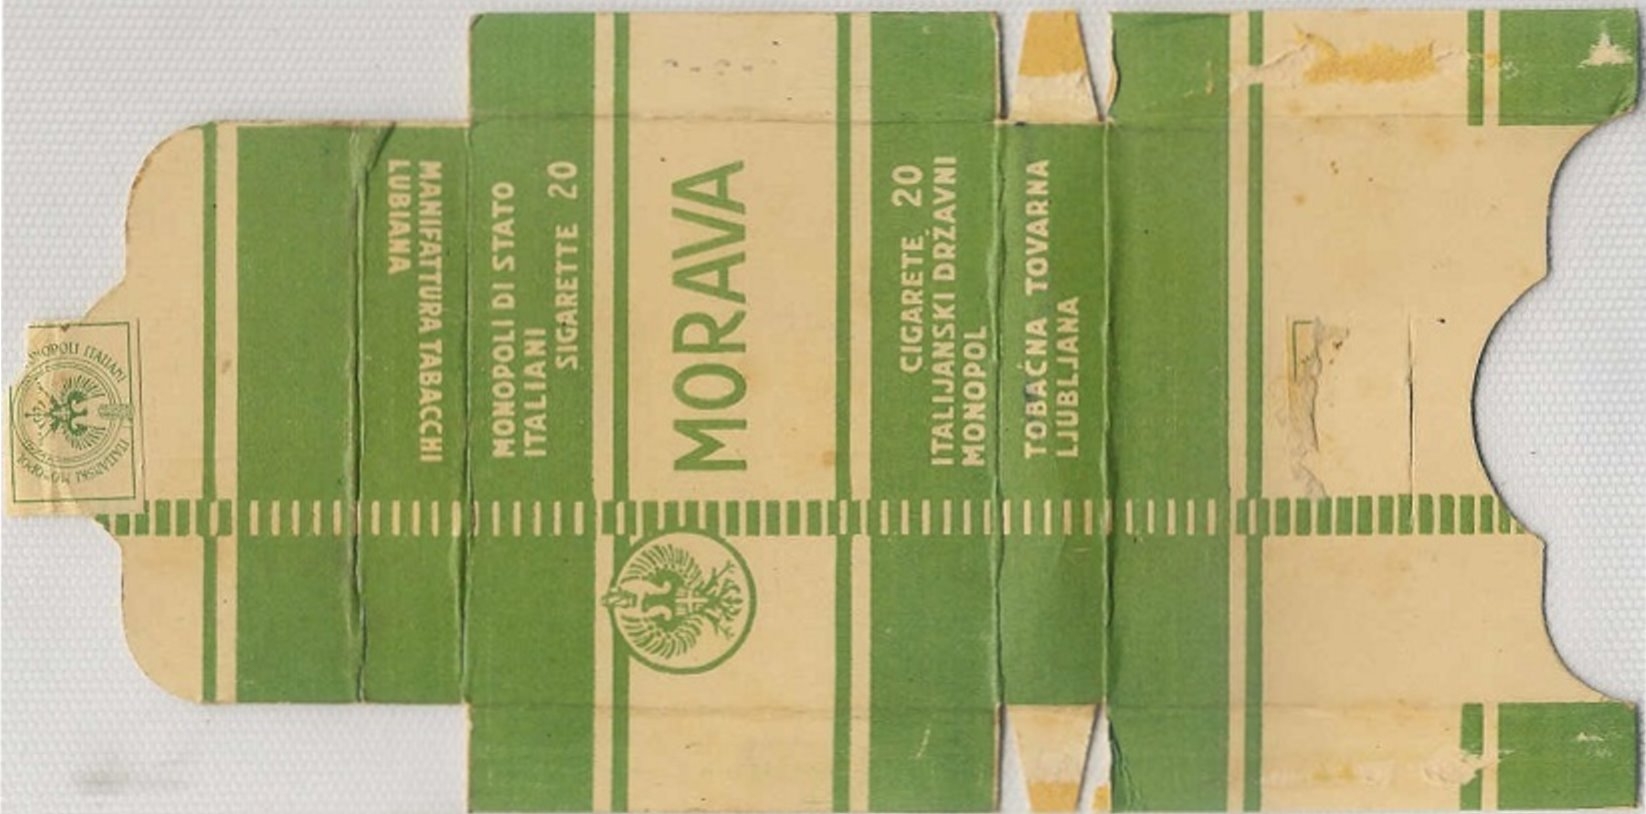 MANIFATTURA TABACCHI
LUBIANA
MONOPOLI DI STATO
ITALIANI
SIGARETTE 20
MORAVA
CIGARETE 20
ITALIJANSKI DRŽAVNI
MONOPOL
TOBAČNA TOVARNA
LJUBLJANA
MONOPOLI ITALIANI